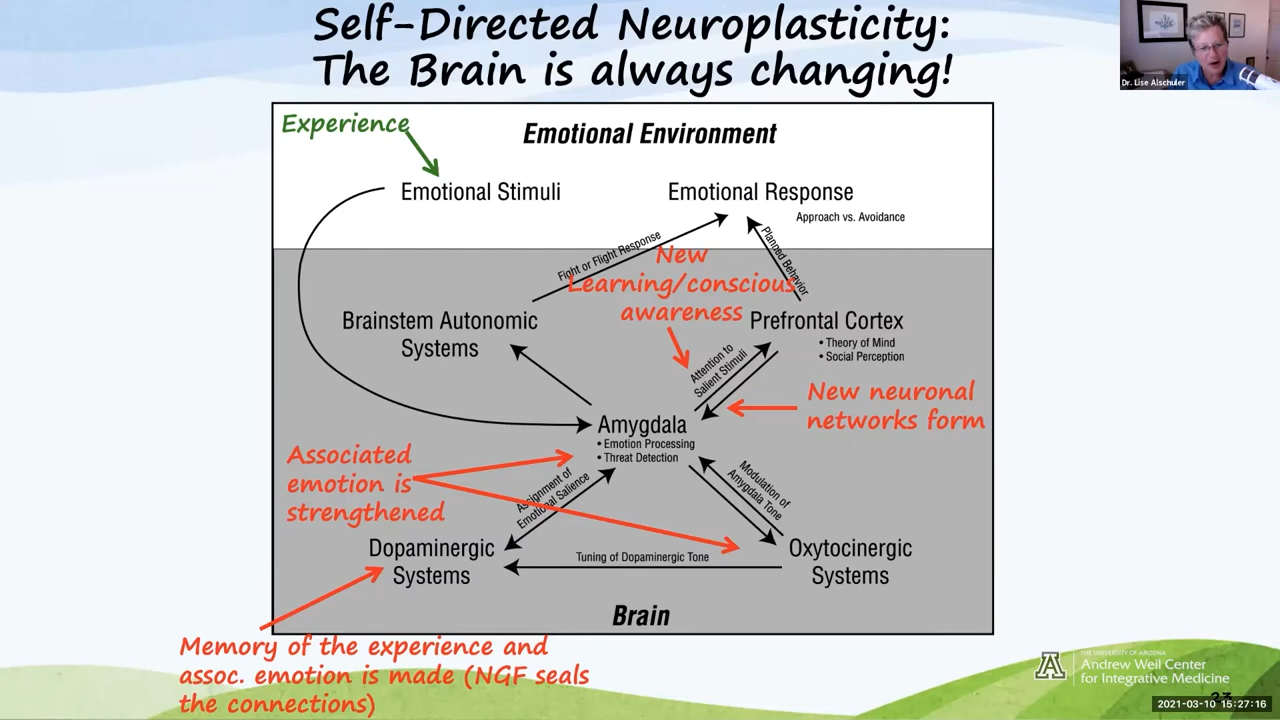 Self-Directed Neuroplasticity:
The Brain is always changing!
Dr. Lise Alschuler
Experience
Emotional Environment
Emotional Stimuli
Emotional Response
Approach vs. Avoidance
Fight or Flight Response
Planned Behavior
New
Learning/conscious
awareness
Brainstem Autonomic
Systems
Prefrontal Cortex
• Theory of Mind
• Social Perception
Attention to
Salient Stimuli
New neuronal
networks form
Amygdala
• Emotion Processing
• Threat Detection
Associated
emotion is
strengthened
Assignment of
Emotional Salience
Modulation of
Amygdala Tone
Dopaminergic
Systems
Tuning of Dopaminergic Tone
Oxytocinergic
Systems
Brain
Memory of the experience and
assoc. emotion is made (NGF seals
the connections)
THE UNIVERSITY OF ARIZONA
Andrew Weil Center
for Integrative Medicine
23
2021-03-10 15:27:16